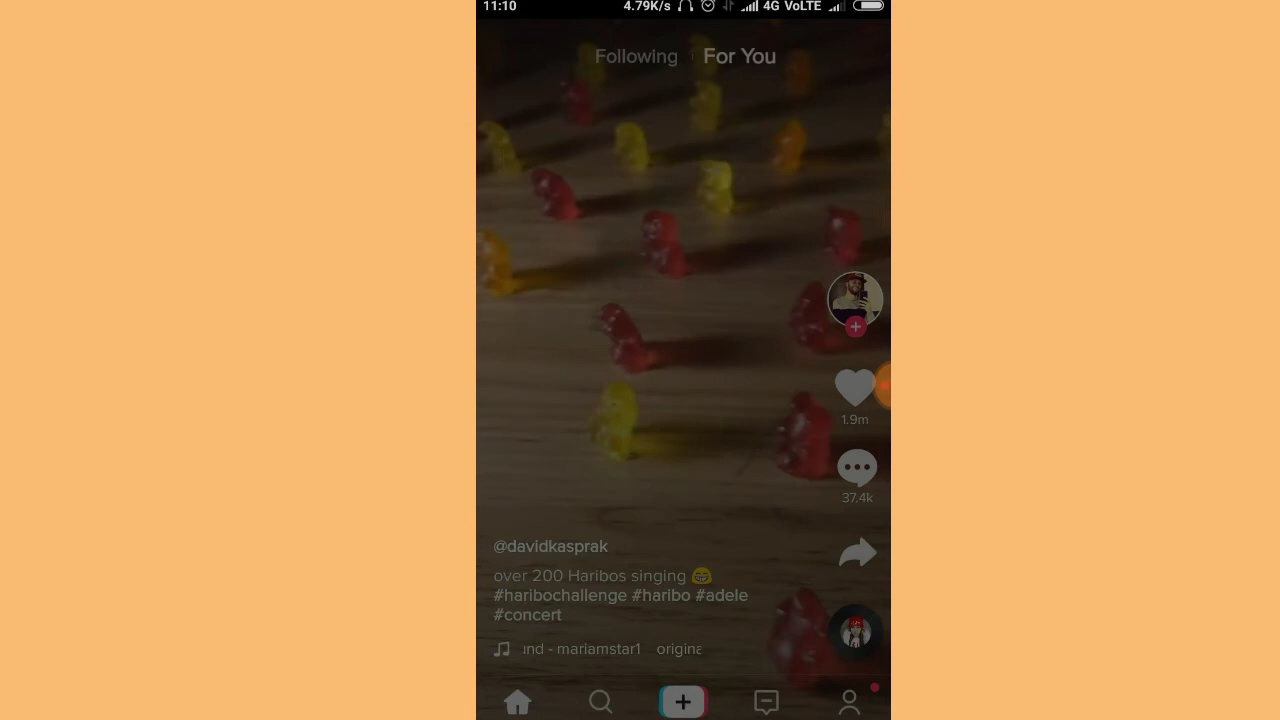 11:10 4.79K/s 4G VoLTE
Following For You
1.9m
37.4k
@davidkasprak
over 200 Haribos singing 😂
#haribochallenge #haribo #adele
#concert
ind - mariamstar1 origina